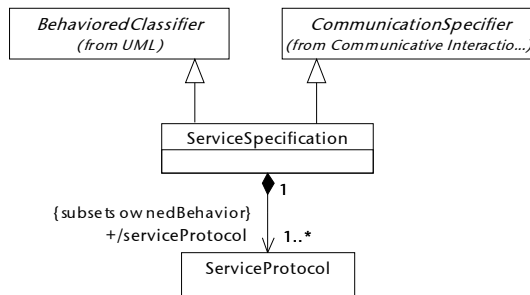 BehavioredClassifier
(from UML)
CommunicationSpecifier
(from Communicative Interactio...)
ServiceSpecification
1
{subsets ownedBehavior}
+/serviceProtocol
1..*
ServiceProtocol